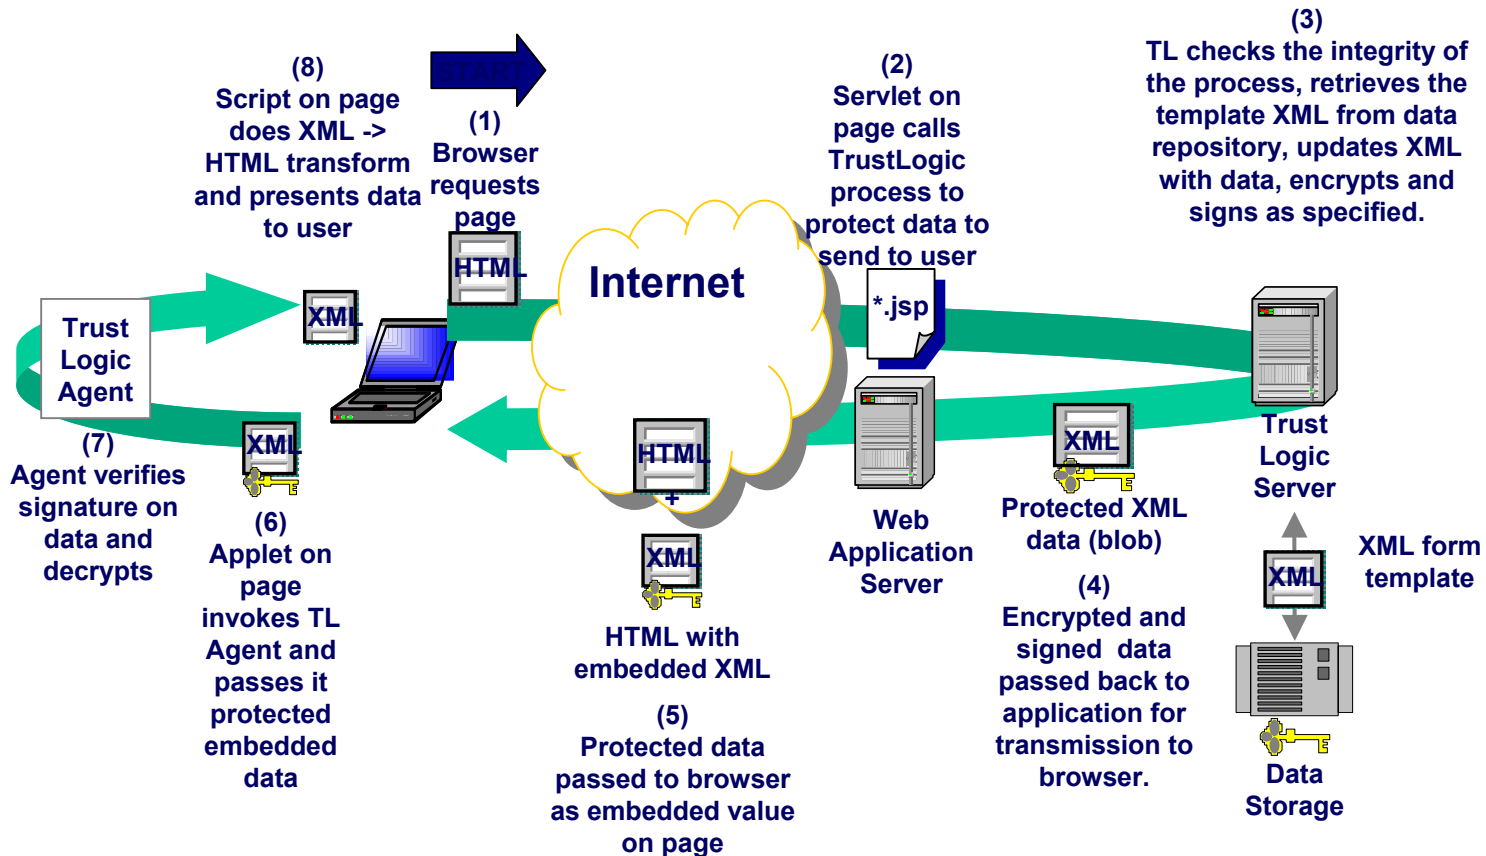 START
(1)
Browser
requests
page
HTML
Internet
(2)
Servlet on
page calls
TrustLogic
process to
protect data to
send to user
*.jsp
(3)
TL checks the integrity of
the process, retrieves the
template XML from data
repository, updates XML
with data, encrypts and
signs as specified.
Trust
Logic
Server
XML form
template
XML
Data
Storage
XML
Protected XML
data (blob)
(4)
Encrypted and
signed data
passed back to
application for
transmission to
browser.
Web
Application
Server
HTML
+
XML
HTML with
embedded XML
(5)
Protected data
passed to browser
as embedded value
on page
XML
(6)
Applet on
page
invokes TL
Agent and
passes it
protected
embedded
data
Trust
Logic
Agent
(7)
Agent verifies
signature on
data and
decrypts
XML
(8)
Script on page
does XML ->
HTML transform
and presents data
to user